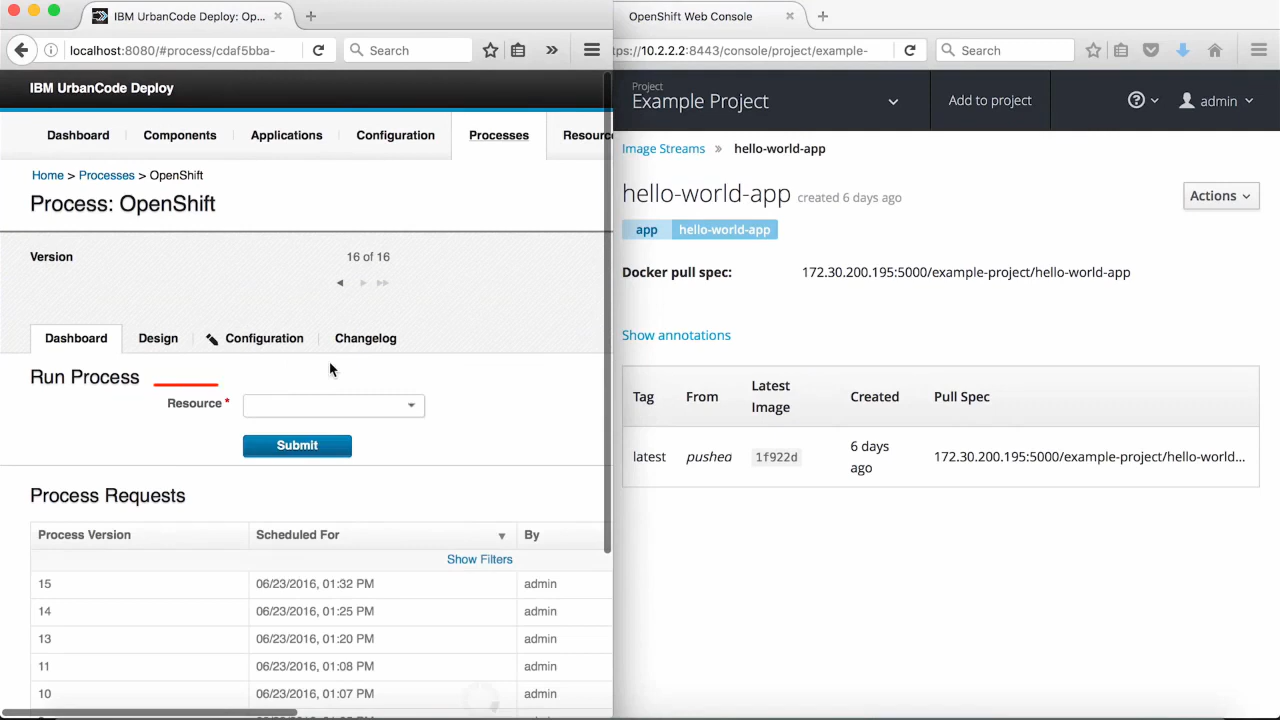 IBM UrbanCode Deploy: Op...
localhost:8080/#process/cdaf5bba-
Search
IBM UrbanCode Deploy
Dashboard
Components
Applications
Configuration
Processes
Resourc
Home > Processes > OpenShift
Process: OpenShift
Version
16 of 16
Dashboard
Design
Configuration
Changelog
Run Process
Resource *
Submit
Process Requests
Process Version
Scheduled For
By
Show Filters
15
06/23/2016, 01:32 PM
admin
14
06/23/2016, 01:25 PM
admin
13
06/23/2016, 01:20 PM
admin
11
06/23/2016, 01:08 PM
admin
10
06/23/2016, 01:07 PM
admin
OpenShift Web Console
tps://10.2.2.2:8443/console/project/example-
Search
Project
Example Project
Add to project
admin
Image Streams » hello-world-app
hello-world-app created 6 days ago
Actions
app hello-world-app
Docker pull spec:
172.30.200.195:5000/example-project/hello-world-app
Show annotations
Tag
From
Latest
Image
Created
Pull Spec
latest
pushed
1f922d
6 days
ago
172.30.200.195:5000/example-project/hello-world...